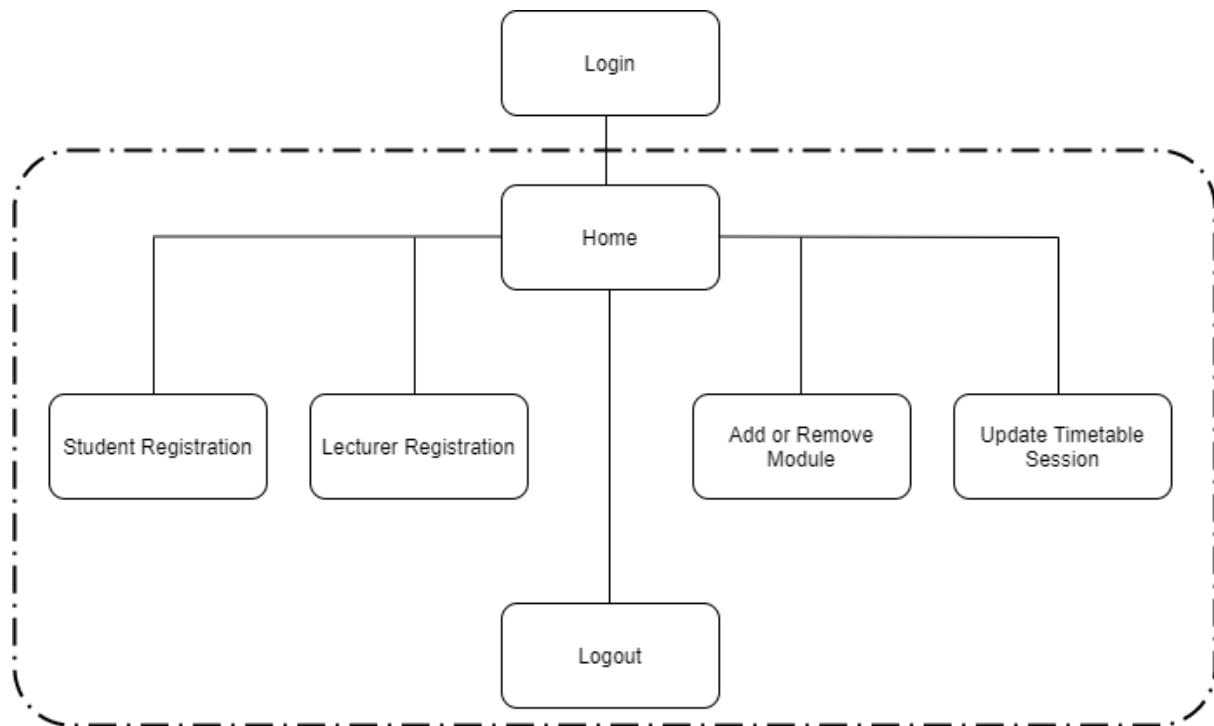 Login
Home
Student Registration
Lecturer Registration
Add or Remove
Module
Update Timetable
Session
Logout